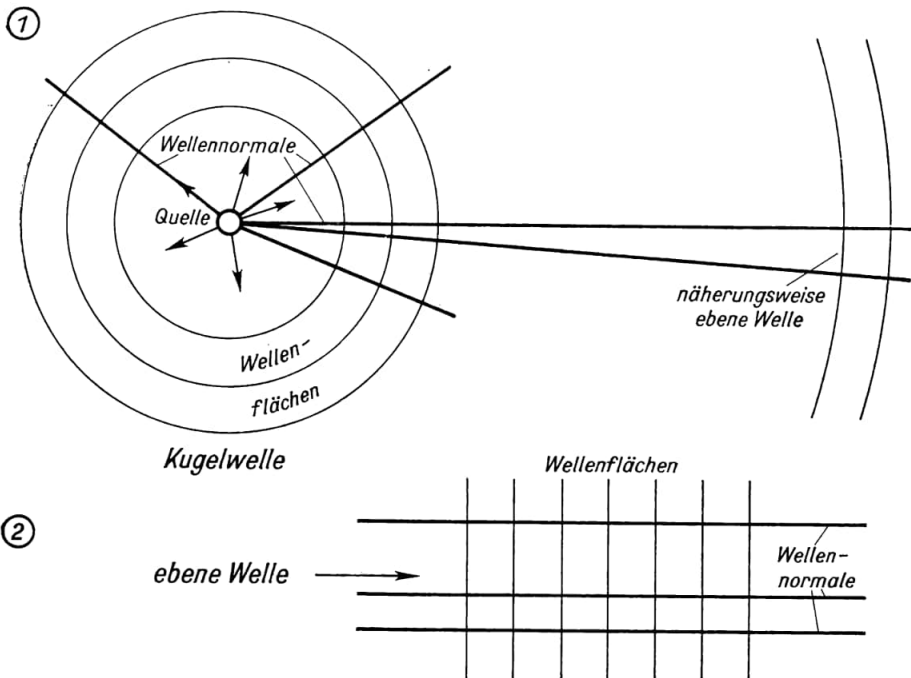 1
Wellennormale
Quelle
näherungsweise
ebene Welle
Wellen-
flächen
Kugelwelle
Wellenflächen
2
ebene Welle
Wellen-
normale